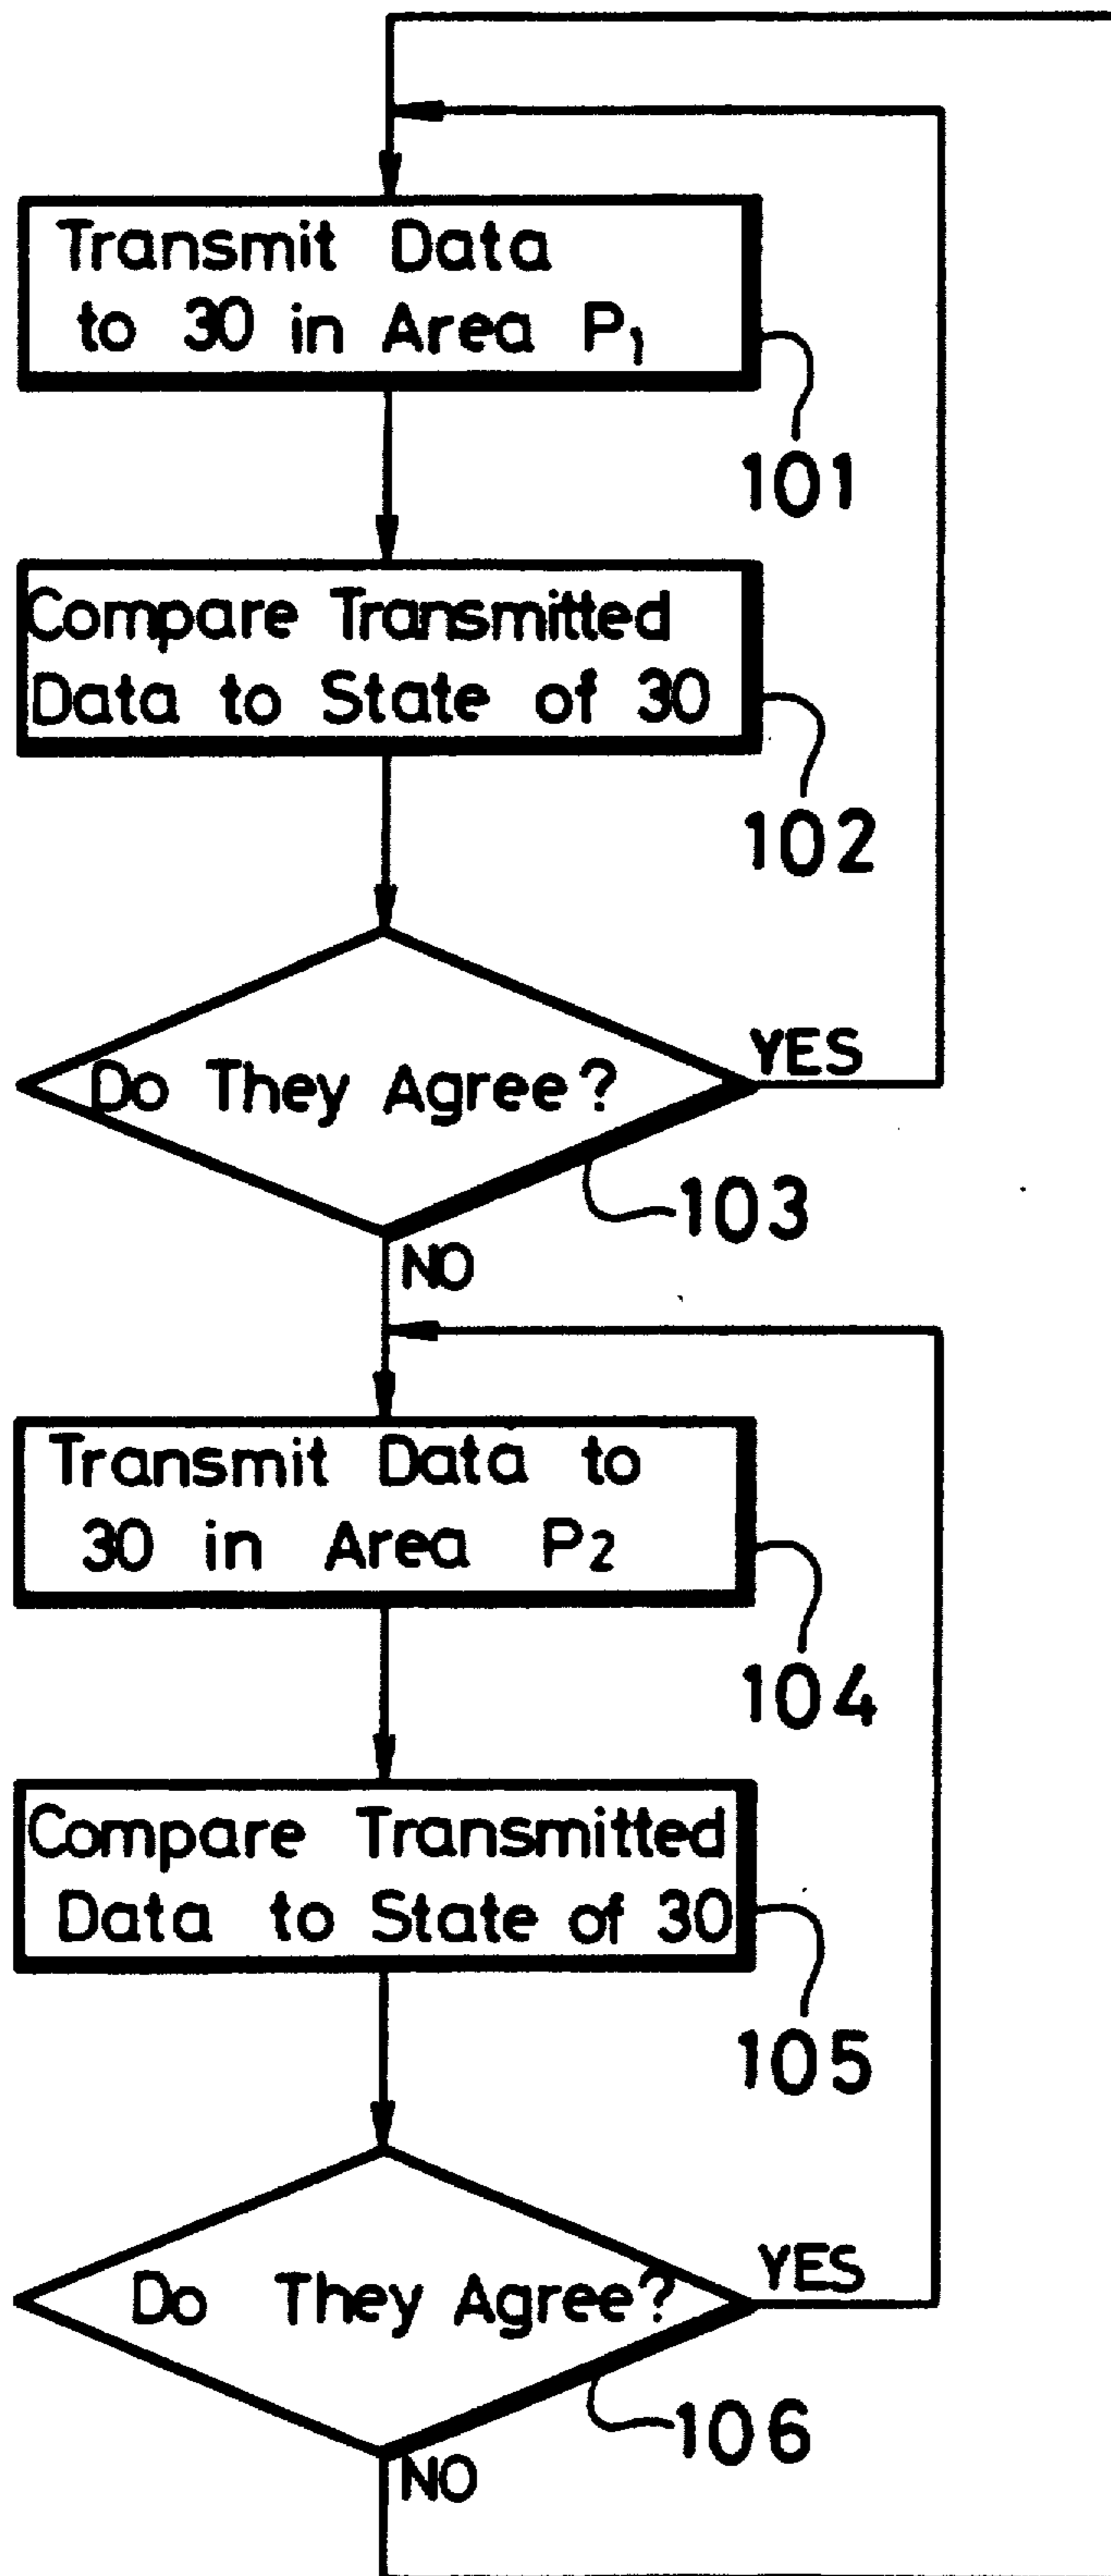 Transmit Data
to 30 in Area P₁
101
Compare Transmitted
Data to State of 30
102
Do They Agree?
YES
103
NO
Transmit Data to
30 in Area P₂
104
Compare Transmitted
Data to State of 30
105
Do They Agree?
YES
106
NO